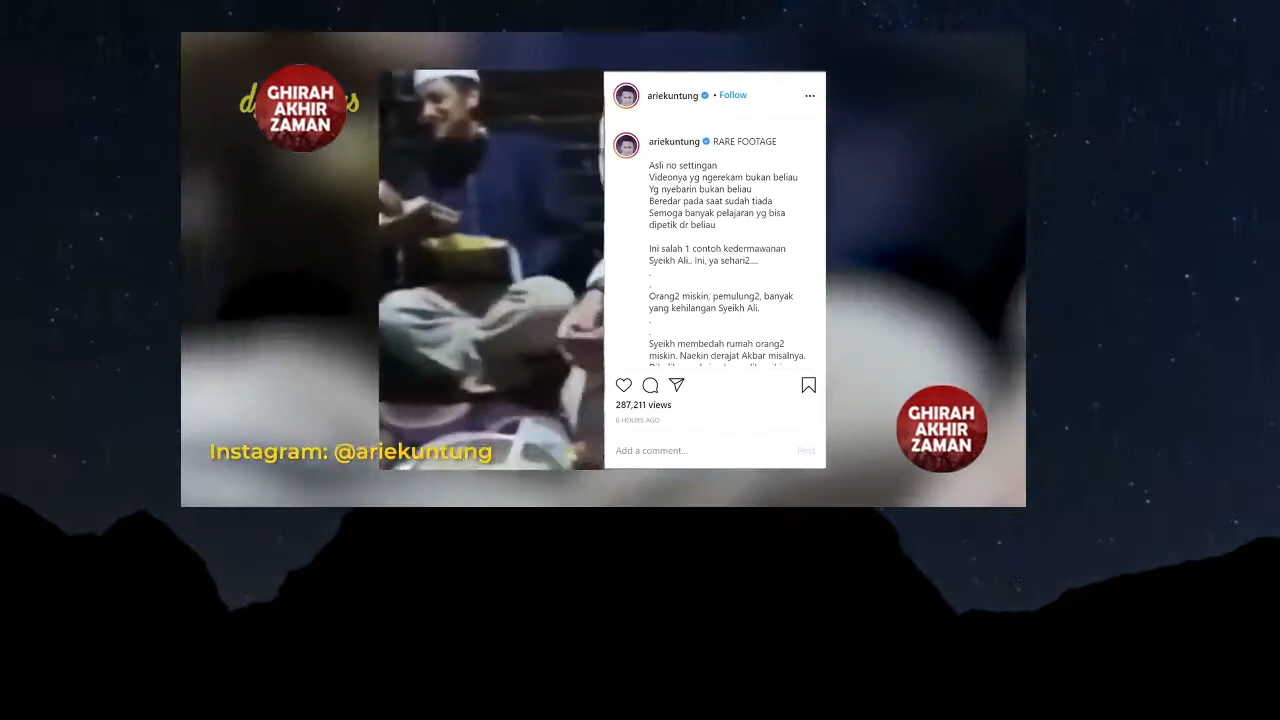 GHIRAH
AKHIR
ZAMAN
ariekuntung • Follow
ariekuntung RARE FOOTAGE
Asli no settingan
Videonya yg ngerekam bukan beliau
Yg nyebarin bukan beliau
Beredar pada saat sudah tiada
Semoga banyak pelajaran yg bisa
dipetik dr beliau
Ini salah 1 contoh kedermawanan
Syeikh Ali.. Ini, ya sehari2....
.
.
Orang2 miskin, pemulung2, banyak
yang kehilangan Syeikh Ali.
.
.
Syeikh membedah rumah orang2
miskin. Naekin derajat Akbar misalnya.
287,211 views
6 HOURS AGO
Add a comment... Post
Instagram: @ariekuntung
GHIRAH
AKHIR
ZAMAN